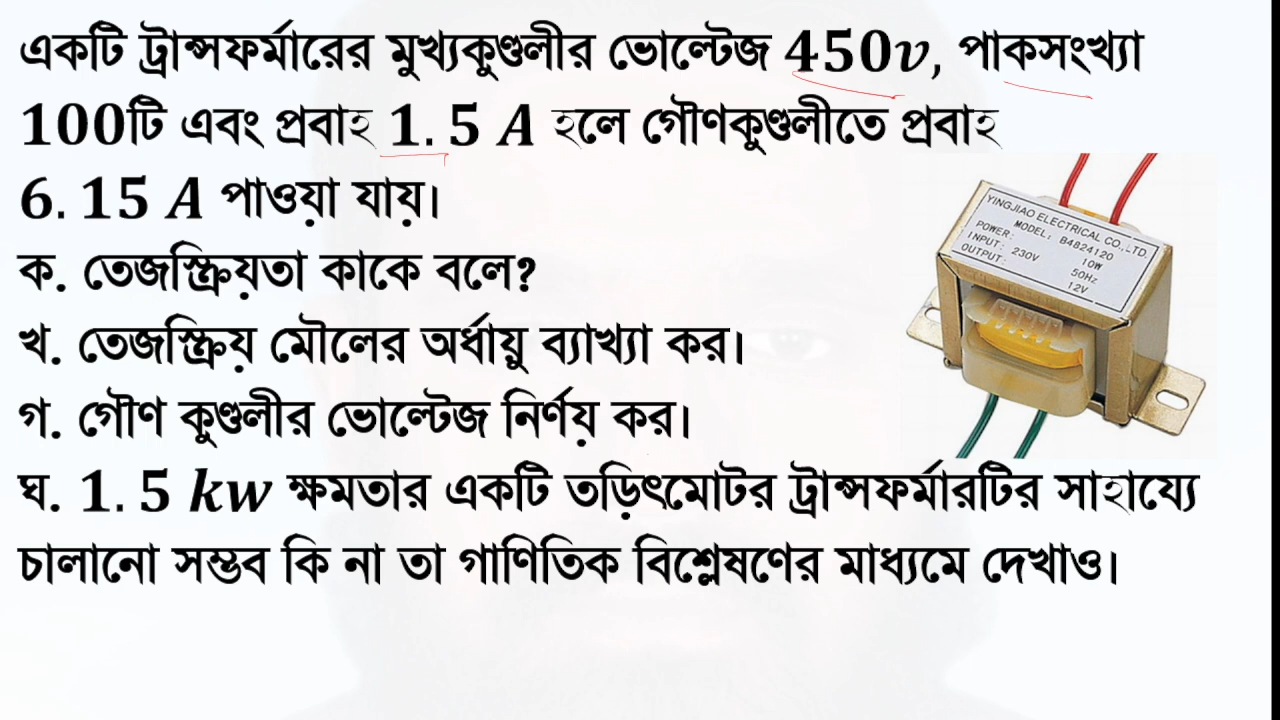 একটি ট্রান্সফর্মারের মুখ্যকুণ্ডলীর ভোল্টেজ 450v, পাকসংখ্যা
100টি এবং প্রবাহ 1.5 A হলে গৌণকুণ্ডলীতে প্রবাহ
6.15 A পাওয়া যায়।
ক. তেজস্ক্রিয়তা কাকে বলে?
খ. তেজস্ক্রিয় মৌলের অর্ধায়ু ব্যাখ্যা কর।
গ. গৌণ কুণ্ডলীর ভোল্টেজ নির্ণয় কর।
ঘ. 1.5 kw ক্ষমতার একটি তড়িৎমোটর ট্রান্সফর্মারটির সাহায্যে
চালানো সম্ভব কি না তা গাণিতিক বিশ্লেষণের মাধ্যমে দেখাও।
YINGJIAO ELECTRICAL CO.,LTD.
MODEL: B4824120
POWER: 10W
INPUT: 230V 50Hz
OUTPUT: 12V